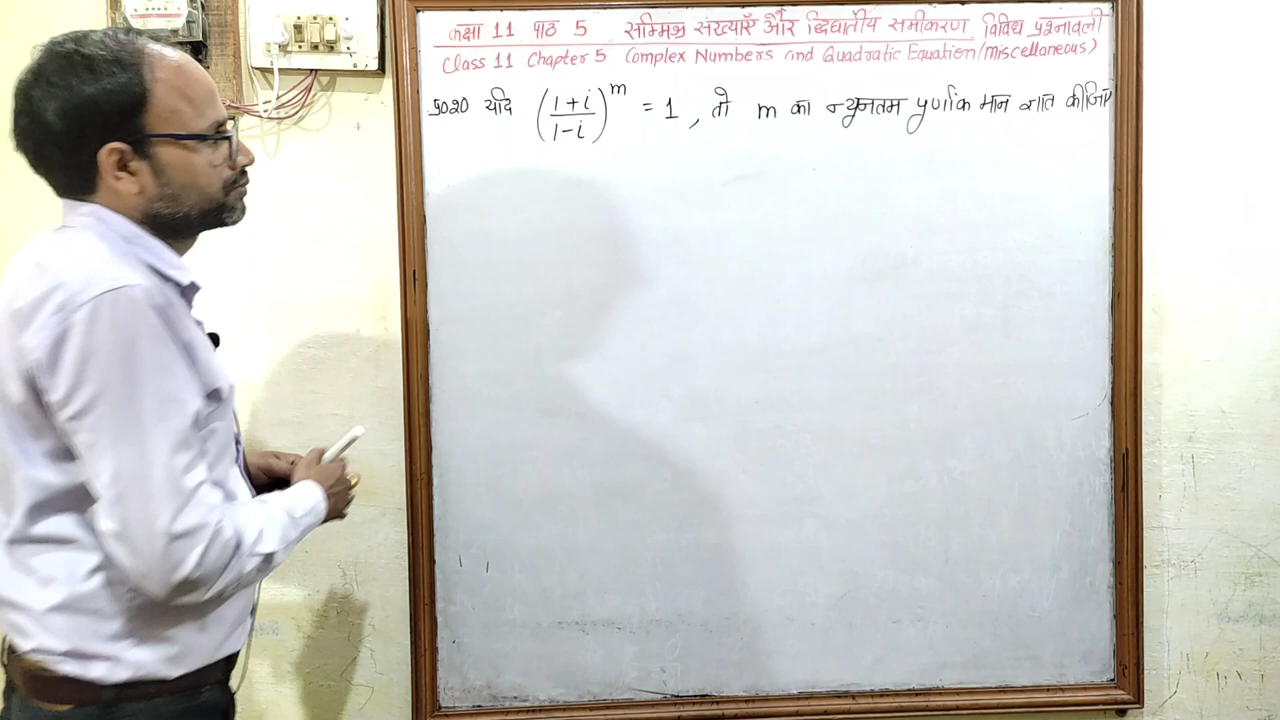 कक्षा 11 पाठ 5 सम्मिश्र संख्याएँ और द्विघातीय समीकरण विविध प्रश्नावली
Class 11 Chapter 5 Complex Numbers and Quadratic Equation (Miscellaneous)
प्र०20 यदि ((1+i)/(1-i))^m = 1, तो m का न्यूनतम पूर्णांक मान ज्ञात कीजिए